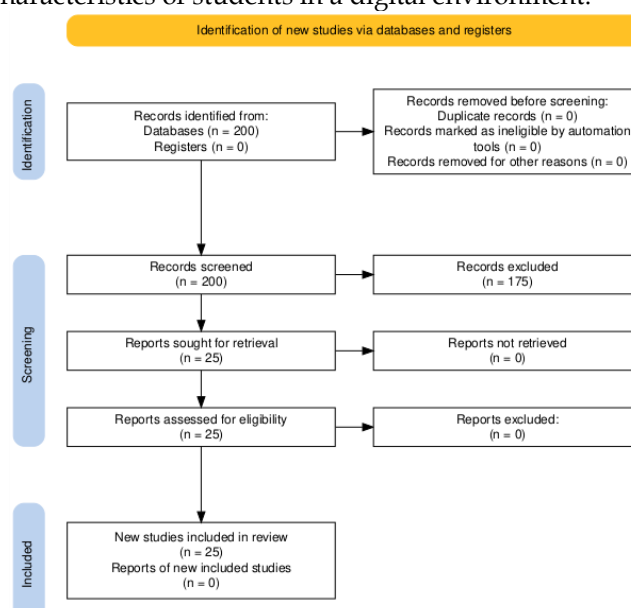 haracteristics of students in a digital environment.
Identification of new studies via databases and registers
Identification
Records identified from:
Databases (n = 200)
Registers (n = 0)
Records removed before screening:
Duplicate records (n = 0)
Records marked as ineligible by automation
tools (n = 0)
Records removed for other reasons (n = 0)
Screening
Records screened
(n = 200)
Records excluded
(n = 175)
Reports sought for retrieval
(n = 25)
Reports not retrieved
(n = 0)
Reports assessed for eligibility
(n = 25)
Reports excluded:
(n = 0)
Included
New studies included in review
(n = 25)
Reports of new included studies
(n = 0)